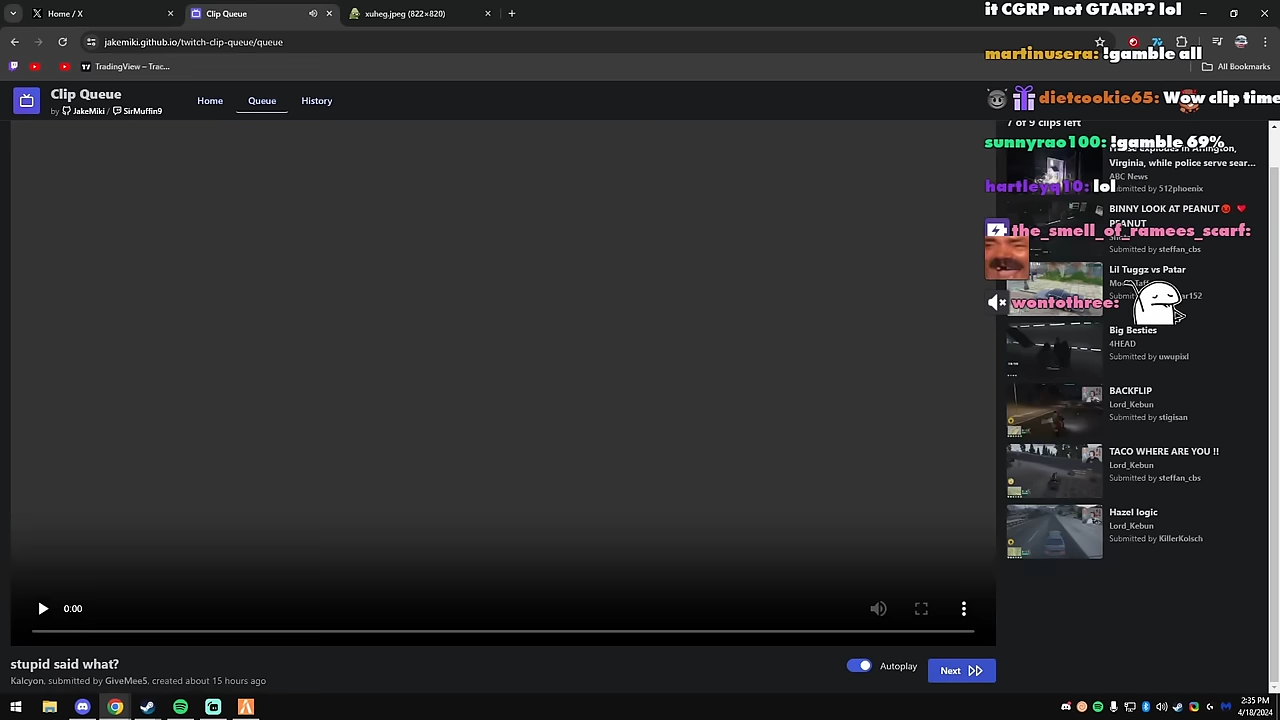 Home / X
Clip Queue
xuheg.jpeg (822×820)
it CGRP not GTARP? lol
jakemiki.github.io/twitch-clip-queue/queue
martinusera: !gamble all
TradingView – Trac...
All Bookmarks
Clip Queue
by JakeMiki / SirMuffin9
Home
Queue
History
dietcookie65: Wow clip time
7 of 9 clips left
sunnyrao100: !gamble 69%
Virginia, while police serve sear...
ABC News
Submitted by 512phoenix
hartleyq10: lol
BINNY LOOK AT PEANUT
PEANUT
the_smell_of_ramees_scarf:
Submitted by steffan_cbs
Lil Tuggz vs Patar
wontothree:
Big Besties
4HEAD
Submitted by uwupixl
BACKFLIP
Lord_Kebun
Submitted by stigisan
TACO WHERE ARE YOU !!
Lord_Kebun
Submitted by steffan_cbs
Hazel logic
Lord_Kebun
Submitted by KillerKoisch
0:00
stupid said what?
Kalcyon, submitted by GiveMee5, created about 15 hours ago
Autoplay
Next
2:35 PM
4/18/2024